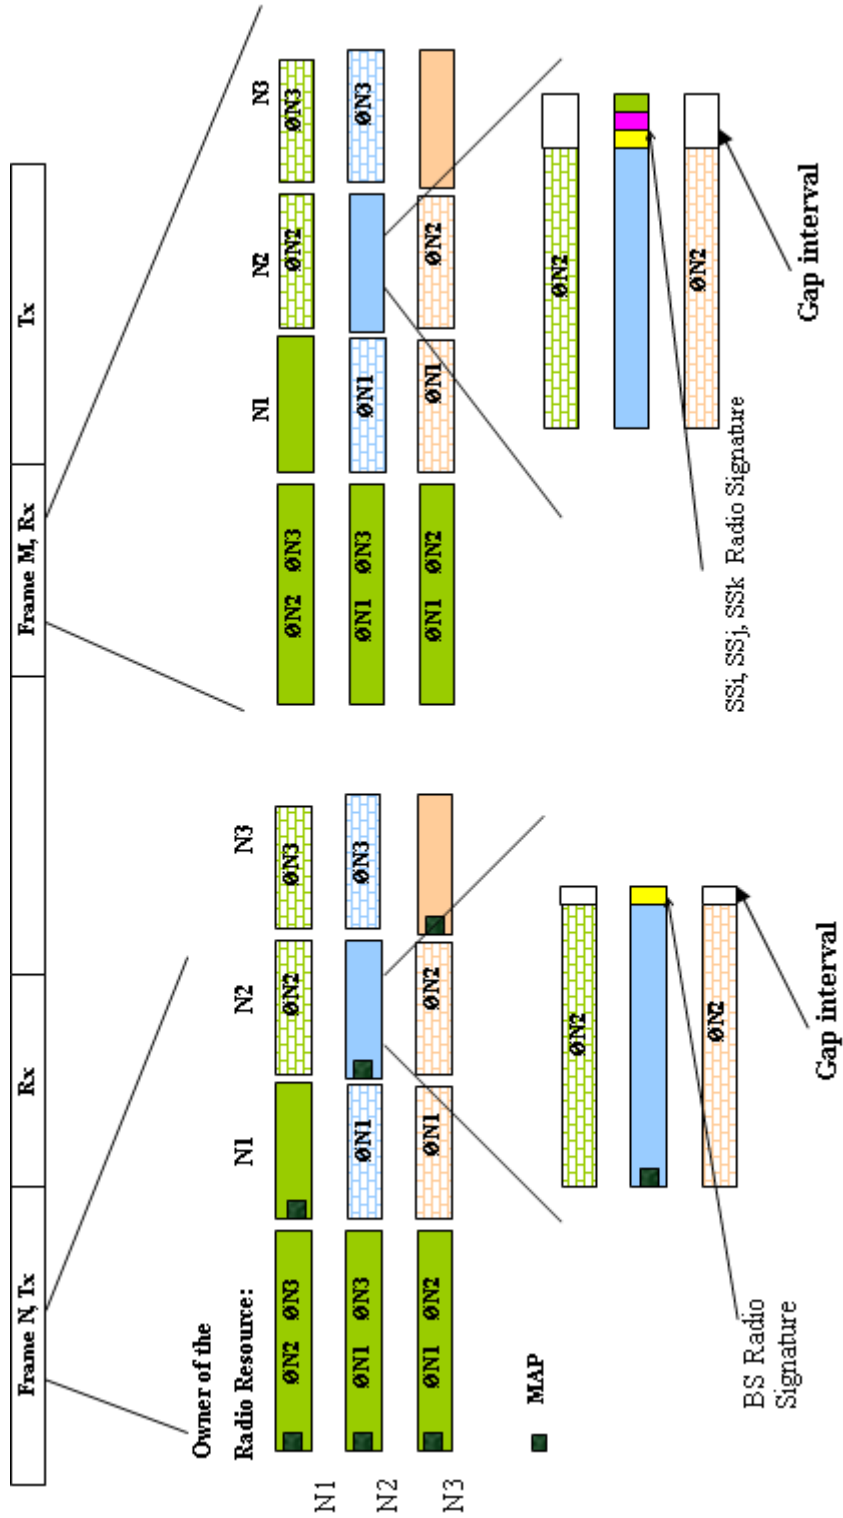 Frame N, Tx
Rx
Frame M, Rx
Tx
Owner of the
Radio Resource:
N1
N2
N3
N1
N2
N3
N1
ØN2 ØN3
ØN2
ØN3
ØN2 ØN3
ØN2
ØN3
N2
ØN1 ØN3
ØN1
ØN3
ØN1 ØN3
ØN1
ØN3
N3
ØN1 ØN2
ØN1
ØN2
ØN1 ØN2
ØN1
ØN2
MAP
ØN2
ØN2
ØN2
ØN2
BS Radio
Signature
Gap interval
SSi, SSj, SSk Radio Signature
Gap interval